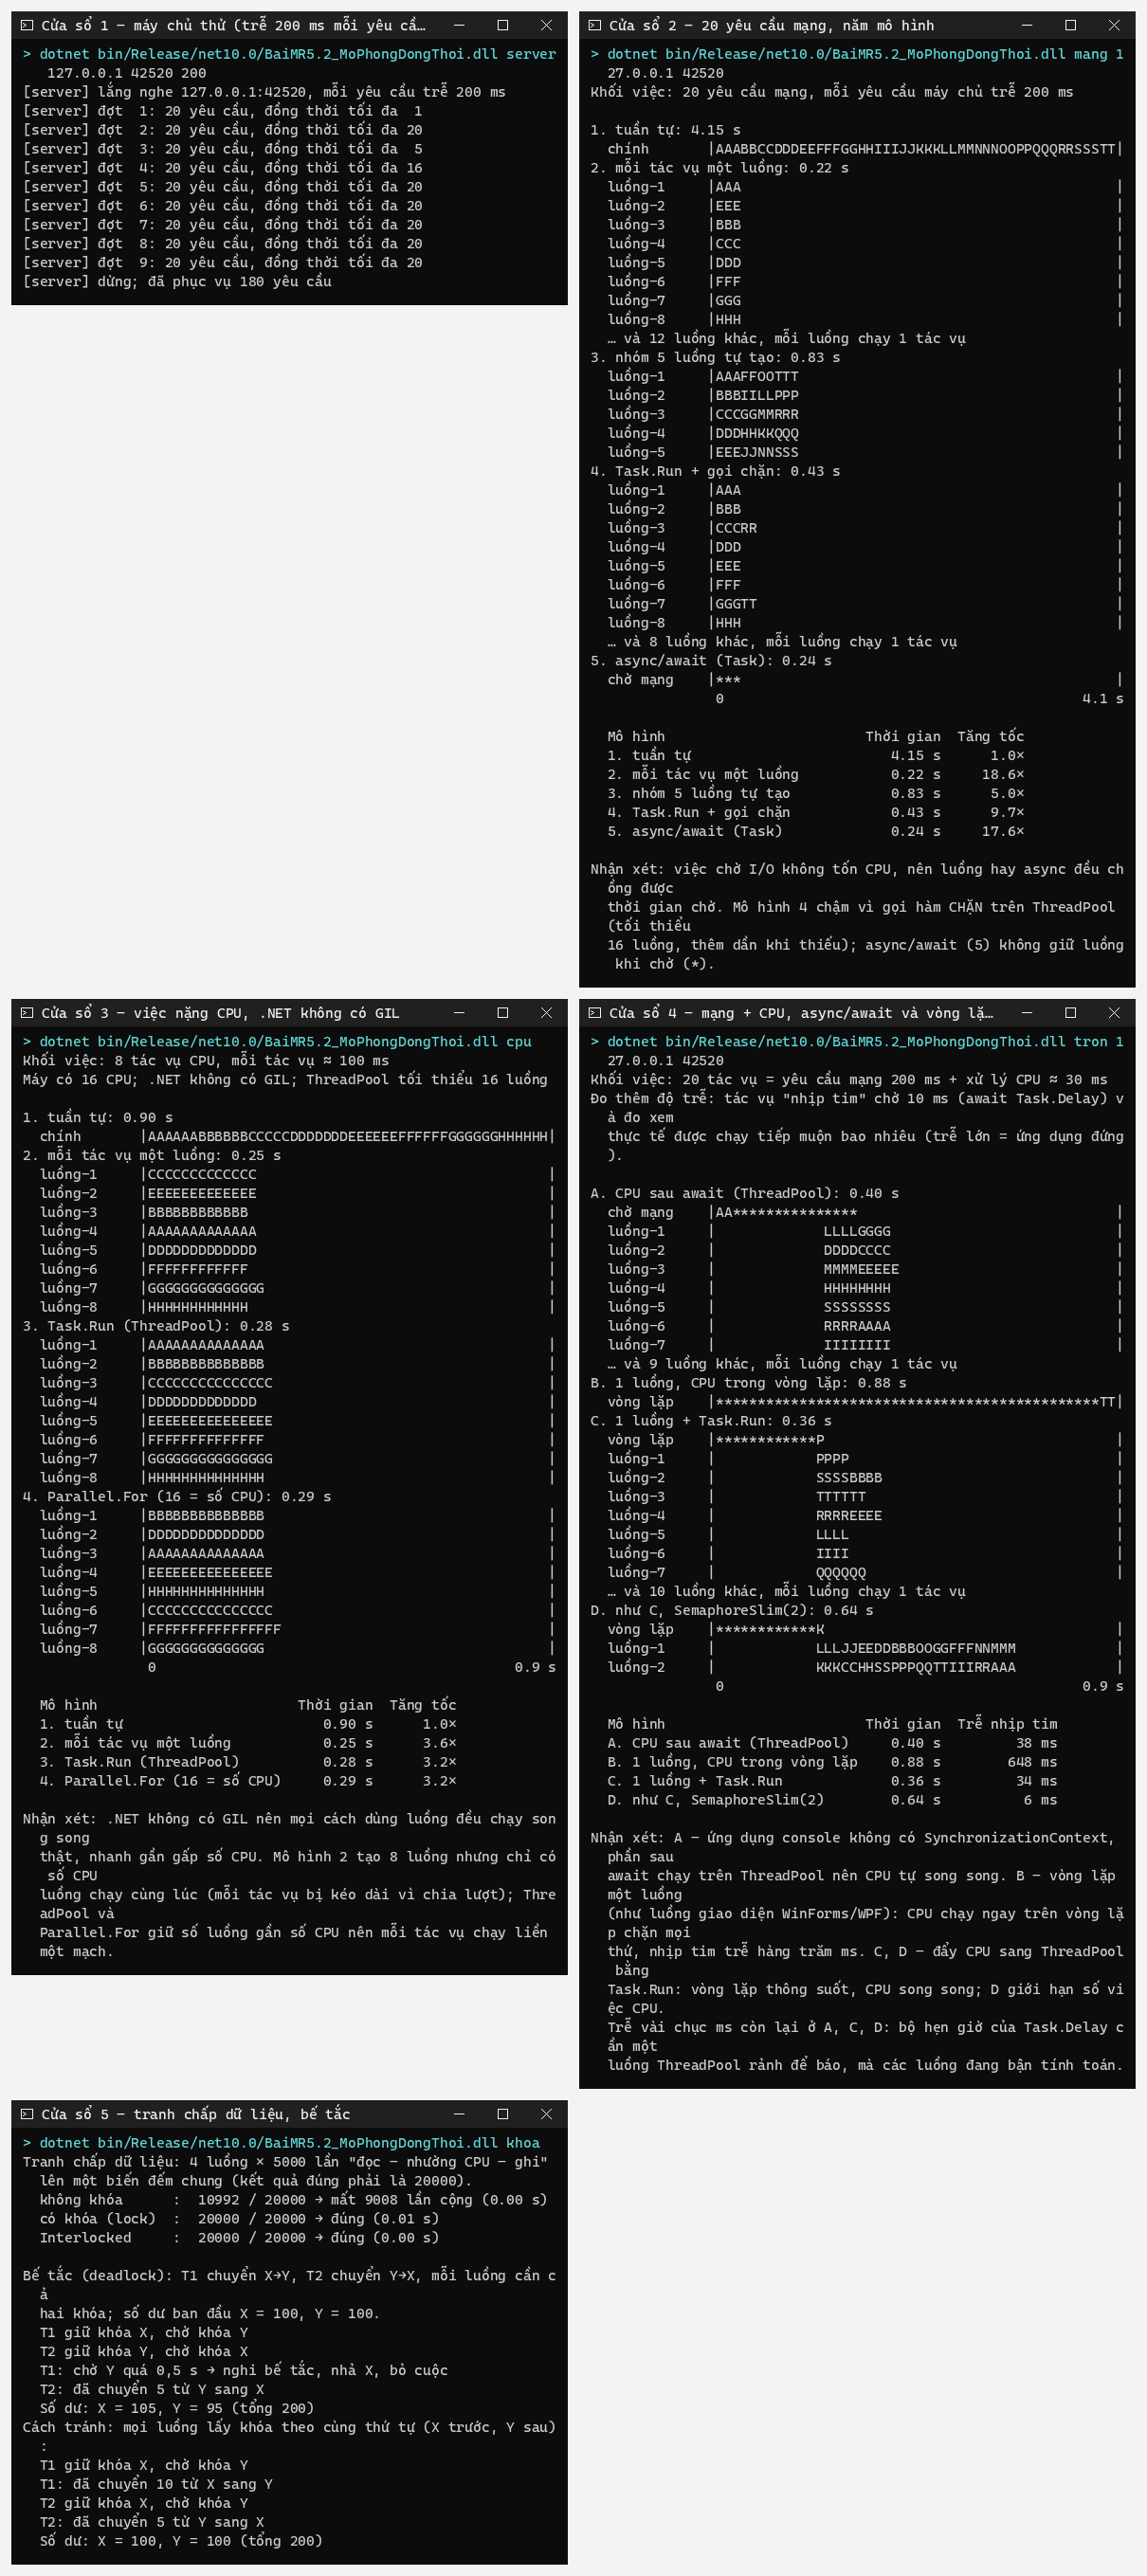 Cửa sổ 1 – máy chủ thử (trễ 200 ms mỗi yêu cầ…
> dotnet bin/Release/net10.0/BaiMR5.2_MoPhongDongThoi.dll server
127.0.0.1 42520 200
[server] lắng nghe 127.0.0.1:42520, mỗi yêu cầu trễ 200 ms
[server] đợt  1: 20 yêu cầu, đồng thời tối đa  1
[server] đợt  2: 20 yêu cầu, đồng thời tối đa 20
[server] đợt  3: 20 yêu cầu, đồng thời tối đa  5
[server] đợt  4: 20 yêu cầu, đồng thời tối đa 16
[server] đợt  5: 20 yêu cầu, đồng thời tối đa 20
[server] đợt  6: 20 yêu cầu, đồng thời tối đa 20
[server] đợt  7: 20 yêu cầu, đồng thời tối đa 20
[server] đợt  8: 20 yêu cầu, đồng thời tối đa 20
[server] đợt  9: 20 yêu cầu, đồng thời tối đa 20
[server] dừng; đã phục vụ 180 yêu cầu
Cửa sổ 2 – 20 yêu cầu mạng, năm mô hình
> dotnet bin/Release/net10.0/BaiMR5.2_MoPhongDongThoi.dll mang 1
27.0.0.1 42520
Khối việc: 20 yêu cầu mạng, mỗi yêu cầu máy chủ trễ 200 ms
1. tuần tự: 4.15 s
chính |AAABBCCDDDEEFFFGGHHIIIJJKKKLLMMNNNOOPPQQQRRSSSTT|
2. mỗi tác vụ một luồng: 0.22 s
luồng-1 |AAA |
luồng-2 |EEE |
luồng-3 |BBB |
luồng-4 |CCC |
luồng-5 |DDD |
luồng-6 |FFF |
luồng-7 |GGG |
luồng-8 |HHH |
… và 12 luồng khác, mỗi luồng chạy 1 tác vụ
3. nhóm 5 luồng tự tạo: 0.83 s
luồng-1 |AAAFFOOTTT |
luồng-2 |BBBIILLPPP |
luồng-3 |CCCGGMMRRR |
luồng-4 |DDDHHKKQQQ |
luồng-5 |EEEJJNNSSS |
4. Task.Run + gọi chặn: 0.43 s
luồng-1 |AAA |
luồng-2 |BBB |
luồng-3 |CCCRR |
luồng-4 |DDD |
luồng-5 |EEE |
luồng-6 |FFF |
luồng-7 |GGGTT |
luồng-8 |HHH |
… và 8 luồng khác, mỗi luồng chạy 1 tác vụ
5. async/await (Task): 0.24 s
chờ mạng |*** |
0 4.1 s
Mô hình Thời gian Tăng tốc
1. tuần tự 4.15 s 1.0×
2. mỗi tác vụ một luồng 0.22 s 18.6×
3. nhóm 5 luồng tự tạo 0.83 s 5.0×
4. Task.Run + gọi chặn 0.43 s 9.7×
5. async/await (Task) 0.24 s 17.6×
Nhận xét: việc chờ I/O không tốn CPU, nên luồng hay async đều ch
ồng được
thời gian chờ. Mô hình 4 chậm vì gọi hàm CHẶN trên ThreadPool
(tối thiểu
16 luồng, thêm dần khi thiếu); async/await (5) không giữ luồng
khi chờ (*).
Cửa sổ 3 – việc nặng CPU, .NET không có GIL
> dotnet bin/Release/net10.0/BaiMR5.2_MoPhongDongThoi.dll cpu
Khối việc: 8 tác vụ CPU, mỗi tác vụ ≈ 100 ms
Máy có 16 CPU; .NET không có GIL; ThreadPool tối thiểu 16 luồng
1. tuần tự: 0.90 s
chính |AAAAAABBBBBBCCCCCDDDDDDDEEEEEEFFFFFFGGGGGGHHHHHH|
2. mỗi tác vụ một luồng: 0.25 s
luồng-1 |CCCCCCCCCCCCC |
luồng-2 |EEEEEEEEEEEEE |
luồng-3 |BBBBBBBBBBBB |
luồng-4 |AAAAAAAAAAAAA |
luồng-5 |DDDDDDDDDDDDD |
luồng-6 |FFFFFFFFFFFF |
luồng-7 |GGGGGGGGGGGGGG |
luồng-8 |HHHHHHHHHHHH |
3. Task.Run (ThreadPool): 0.28 s
luồng-1 |AAAAAAAAAAAAAA |
luồng-2 |BBBBBBBBBBBBBB |
luồng-3 |CCCCCCCCCCCCCCC |
luồng-4 |DDDDDDDDDDDDD |
luồng-5 |EEEEEEEEEEEEEEE |
luồng-6 |FFFFFFFFFFFFFF |
luồng-7 |GGGGGGGGGGGGGGG |
luồng-8 |HHHHHHHHHHHHHH |
4. Parallel.For (16 = số CPU): 0.29 s
luồng-1 |BBBBBBBBBBBBBB |
luồng-2 |DDDDDDDDDDDDDD |
luồng-3 |AAAAAAAAAAAAAA |
luồng-4 |EEEEEEEEEEEEEEE |
luồng-5 |HHHHHHHHHHHHHH |
luồng-6 |CCCCCCCCCCCCCCC |
luồng-7 |FFFFFFFFFFFFFFFF |
luồng-8 |GGGGGGGGGGGGGG |
0 0.9 s
Mô hình Thời gian Tăng tốc
1. tuần tự 0.90 s 1.0×
2. mỗi tác vụ một luồng 0.25 s 3.6×
3. Task.Run (ThreadPool) 0.28 s 3.2×
4. Parallel.For (16 = số CPU) 0.29 s 3.2×
Nhận xét: .NET không có GIL nên mọi cách dùng luồng đều chạy son
g song
thật, nhanh gần gấp số CPU. Mô hình 2 tạo 8 luồng nhưng chỉ có
số CPU
luồng chạy cùng lúc (mỗi tác vụ bị kéo dài vì chia lượt); Thre
adPool và
Parallel.For giữ số luồng gần số CPU nên mỗi tác vụ chạy liền
một mạch.
Cửa sổ 4 – mạng + CPU, async/await và vòng lặ…
> dotnet bin/Release/net10.0/BaiMR5.2_MoPhongDongThoi.dll tron 1
27.0.0.1 42520
Khối việc: 20 tác vụ = yêu cầu mạng 200 ms + xử lý CPU ≈ 30 ms
Đo thêm độ trễ: tác vụ "nhịp tim" chờ 10 ms (await Task.Delay) v
à đo xem
thực tế được chạy tiếp muộn bao nhiêu (trễ lớn = ứng dụng đứng
).
A. CPU sau await (ThreadPool): 0.40 s
chờ mạng |AA*************** |
luồng-1 | LLLLGGGG |
luồng-2 | DDDDCCCC |
luồng-3 | MMMMEEEEE |
luồng-4 | HHHHHHHH |
luồng-5 | SSSSSSSS |
luồng-6 | RRRRAAAA |
luồng-7 | IIIIIIII |
… và 9 luồng khác, mỗi luồng chạy 1 tác vụ
B. 1 luồng, CPU trong vòng lặp: 0.88 s
vòng lặp |**********************************************TT|
C. 1 luồng + Task.Run: 0.36 s
vòng lặp |************P |
luồng-1 | PPPP |
luồng-2 | SSSSBBBB |
luồng-3 | TTTTTT |
luồng-4 | RRRREEEE |
luồng-5 | LLLL |
luồng-6 | IIII |
luồng-7 | QQQQQQ |
… và 10 luồng khác, mỗi luồng chạy 1 tác vụ
D. như C, SemaphoreSlim(2): 0.64 s
vòng lặp |************K |
luồng-1 | LLLJJEEDDBBBOOGGFFFNNMMM |
luồng-2 | KKKCCHHSSPPPQQTTIIIRRAAA |
0 0.9 s
Mô hình Thời gian Trễ nhịp tim
A. CPU sau await (ThreadPool) 0.40 s 38 ms
B. 1 luồng, CPU trong vòng lặp 0.88 s 648 ms
C. 1 luồng + Task.Run 0.36 s 34 ms
D. như C, SemaphoreSlim(2) 0.64 s 6 ms
Nhận xét: A – ứng dụng console không có SynchronizationContext,
phần sau
await chạy trên ThreadPool nên CPU tự song song. B – vòng lặp
một luồng
(như luồng giao diện WinForms/WPF): CPU chạy ngay trên vòng lặ
p chặn mọi
thứ, nhịp tim trễ hàng trăm ms. C, D – đẩy CPU sang ThreadPool
bằng
Task.Run: vòng lặp thông suốt, CPU song song; D giới hạn số vi
ệc CPU.
Trễ vài chục ms còn lại ở A, C, D: bộ hẹn giờ của Task.Delay c
ần một
luồng ThreadPool rảnh để báo, mà các luồng đang bận tính toán.
Cửa sổ 5 – tranh chấp dữ liệu, bế tắc
> dotnet bin/Release/net10.0/BaiMR5.2_MoPhongDongThoi.dll khoa
Tranh chấp dữ liệu: 4 luồng × 5000 lần "đọc – nhường CPU – ghi"
lên một biến đếm chung (kết quả đúng phải là 20000).
không khóa : 10992 / 20000 → mất 9008 lần cộng (0.00 s)
có khóa (lock) : 20000 / 20000 → đúng (0.01 s)
Interlocked : 20000 / 20000 → đúng (0.00 s)
Bế tắc (deadlock): T1 chuyển X→Y, T2 chuyển Y→X, mỗi luồng cần c
ả
hai khóa; số dư ban đầu X = 100, Y = 100.
T1 giữ khóa X, chờ khóa Y
T2 giữ khóa Y, chờ khóa X
T1: chờ Y quá 0,5 s → nghi bế tắc, nhả X, bỏ cuộc
T2: đã chuyển 5 từ Y sang X
Số dư: X = 105, Y = 95 (tổng 200)
Cách tránh: mọi luồng lấy khóa theo cùng thứ tự (X trước, Y sau)
:
T1 giữ khóa X, chờ khóa Y
T1: đã chuyển 10 từ X sang Y
T2 giữ khóa X, chờ khóa Y
T2: đã chuyển 5 từ Y sang X
Số dư: X = 100, Y = 100 (tổng 200)